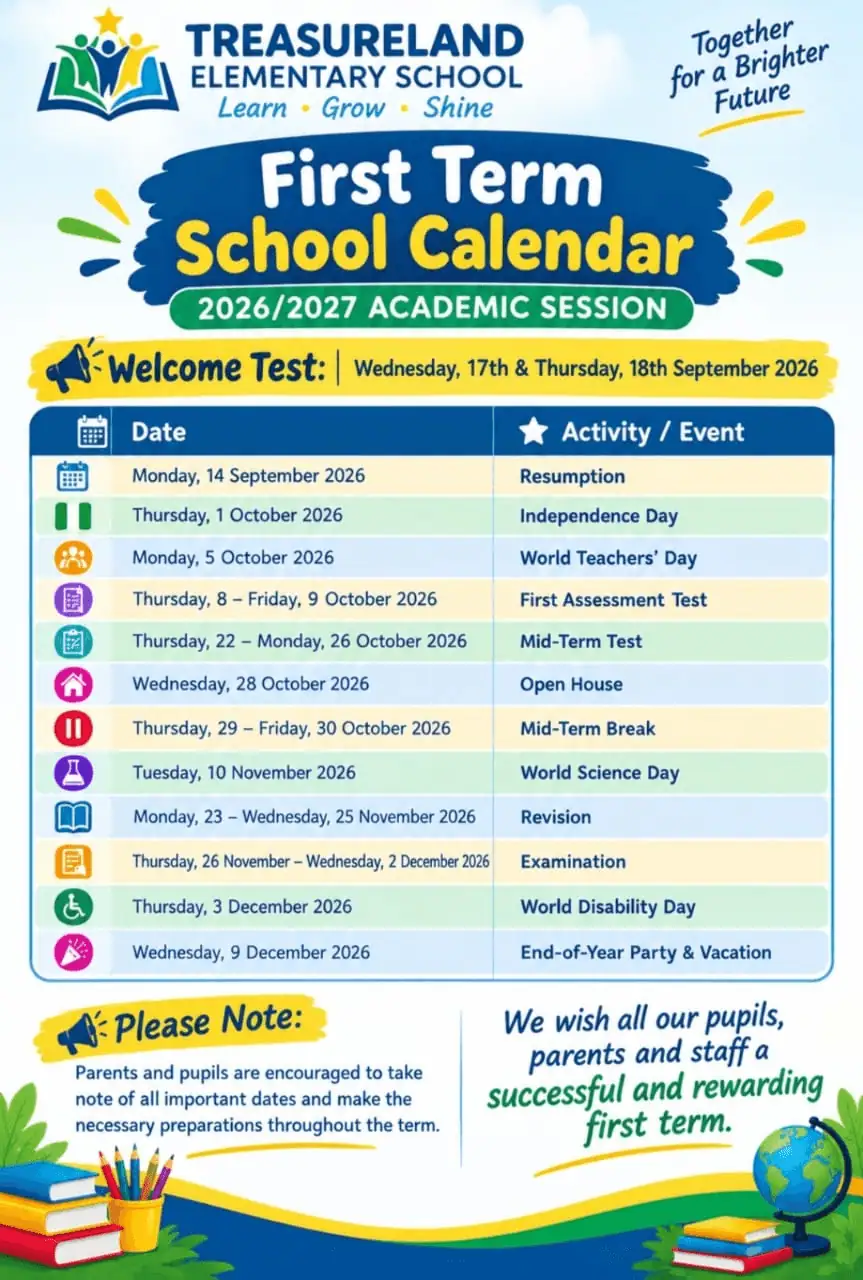 TREASURELAND
ELEMENTARY SCHOOL
Learn • Grow • Shine
Together
for a Brighter
Future
First Term
School Calendar
2026/2027 ACADEMIC SESSION
Welcome Test: | Wednesday, 17th & Thursday, 18th September 2026
Date Activity / Event
Monday, 14 September 2026 Resumption
Thursday, 1 October 2026 Independence Day
Monday, 5 October 2026 World Teachers' Day
Thursday, 8 – Friday, 9 October 2026 First Assessment Test
Thursday, 22 – Monday, 26 October 2026 Mid-Term Test
Wednesday, 28 October 2026 Open House
Thursday, 29 – Friday, 30 October 2026 Mid-Term Break
Tuesday, 10 November 2026 World Science Day
Monday, 23 – Wednesday, 25 November 2026 Revision
Thursday, 26 November – Wednesday, 2 December 2026 Examination
Thursday, 3 December 2026 World Disability Day
Wednesday, 9 December 2026 End-of-Year Party & Vacation
Please Note:
Parents and pupils are encouraged to take
note of all important dates and make the
necessary preparations throughout the term.
We wish all our pupils,
parents and staff a
successful and rewarding
first term.